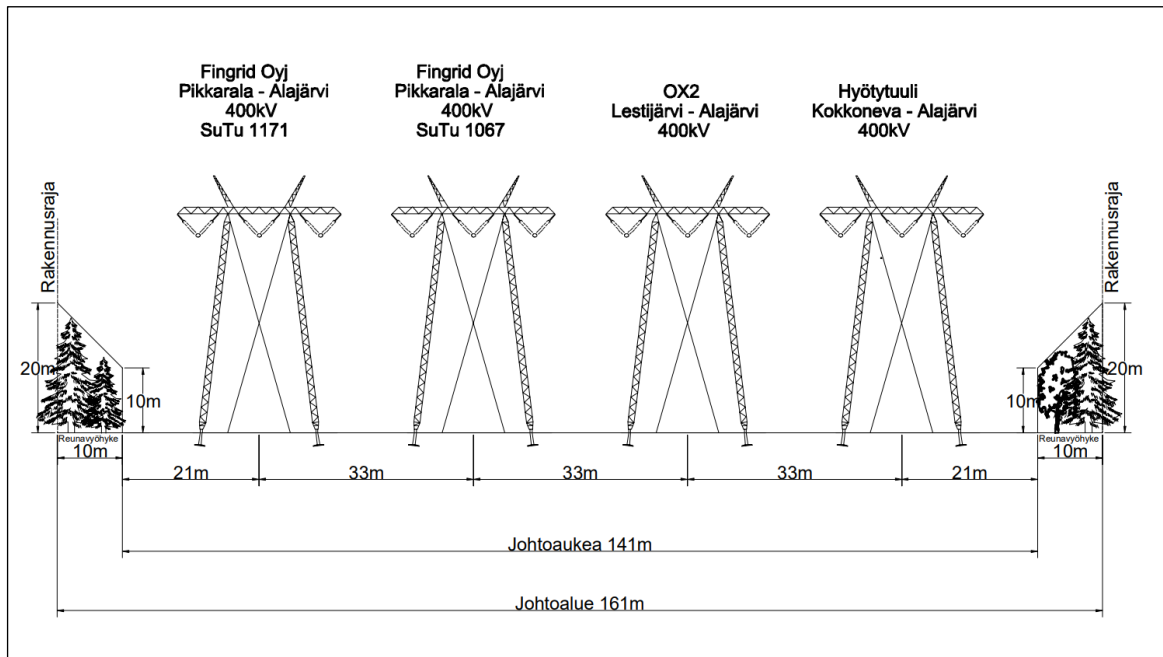 Fingrid Oyj
Pikkarala - Alajärvi
400kV
SuTu 1171
Fingrid Oyj
Pikkarala - Alajärvi
400kV
SuTu 1067
OX2
Lestijärvi - Alajärvi
400kV
Hyötytuuli
Kokkoneva - Alajärvi
400kV
Rakennusraja
Rakennusraja
20m
10m
10m
20m
Reunavyöhyke
10m
Reunavyöhyke
10m
21m
33m
33m
33m
21m
Johtoaukea 141m
Johtoalue 161m